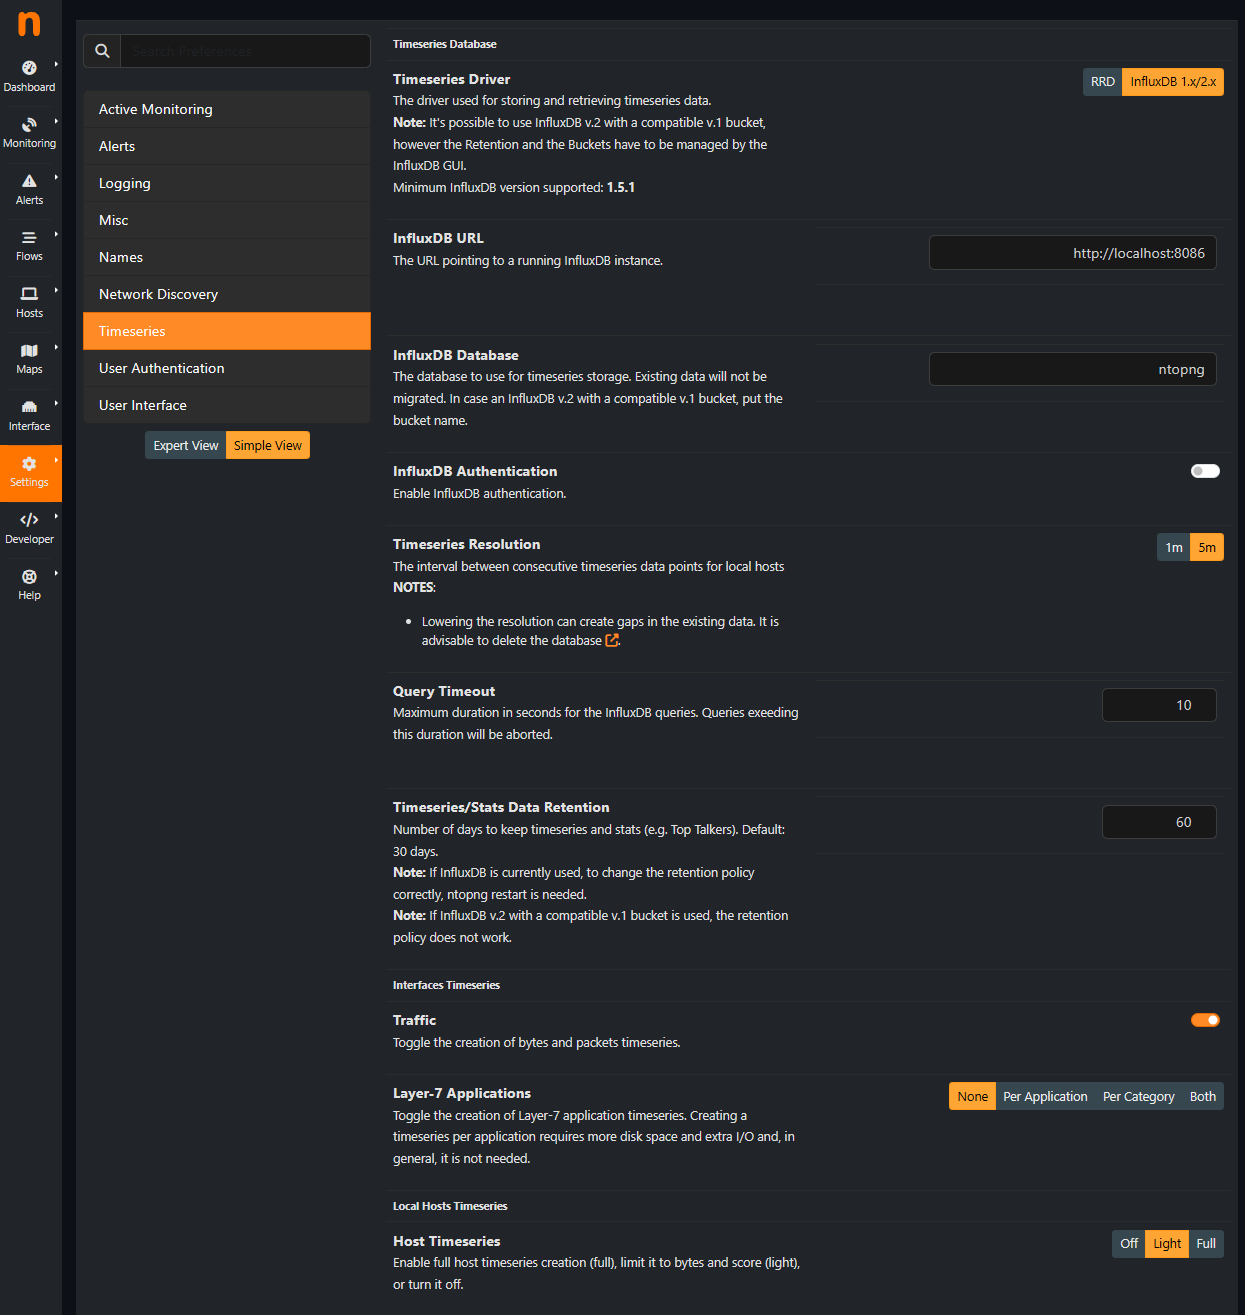 n
Dashboard
Monitoring
Alerts
Flows
Hosts
Maps
Interface
Settings
Developer
Help
Search Preferences
Active Monitoring
Alerts
Logging
Misc
Names
Network Discovery
Timeseries
User Authentication
User Interface
Expert View Simple View
Timeseries Database
Timeseries Driver
RRD InfluxDB 1.x/2.x
The driver used for storing and retrieving timeseries data.
Note: It's possible to use InfluxDB v.2 with a compatible v.1 bucket,
however the Retention and the Buckets have to be managed by the
InfluxDB GUI.
Minimum InfluxDB version supported: 1.5.1
InfluxDB URL
The URL pointing to a running InfluxDB instance.
http://localhost:8086
InfluxDB Database
The database to use for timeseries storage. Existing data will not be
migrated. In case an InfluxDB v.2 with a compatible v.1 bucket, put the
bucket name.
ntopng
InfluxDB Authentication
Enable InfluxDB authentication.
Timeseries Resolution
1m 5m
The interval between consecutive timeseries data points for local hosts
NOTES:
• Lowering the resolution can create gaps in the existing data. It is
advisable to delete the database .
Query Timeout
Maximum duration in seconds for the InfluxDB queries. Queries exeeding
this duration will be aborted.
10
Timeseries/Stats Data Retention
Number of days to keep timeseries and stats (e.g. Top Talkers). Default:
30 days.
Note: If InfluxDB is currently used, to change the retention policy
correctly, ntopng restart is needed.
Note: If InfluxDB v.2 with a compatible v.1 bucket is used, the retention
policy does not work.
60
Interfaces Timeseries
Traffic
Toggle the creation of bytes and packets timeseries.
Layer-7 Applications
None Per Application Per Category Both
Toggle the creation of Layer-7 application timeseries. Creating a
timeseries per application requires more disk space and extra I/O and, in
general, it is not needed.
Local Hosts Timeseries
Host Timeseries
Off Light Full
Enable full host timeseries creation (full), limit it to bytes and score (light),
or turn it off.